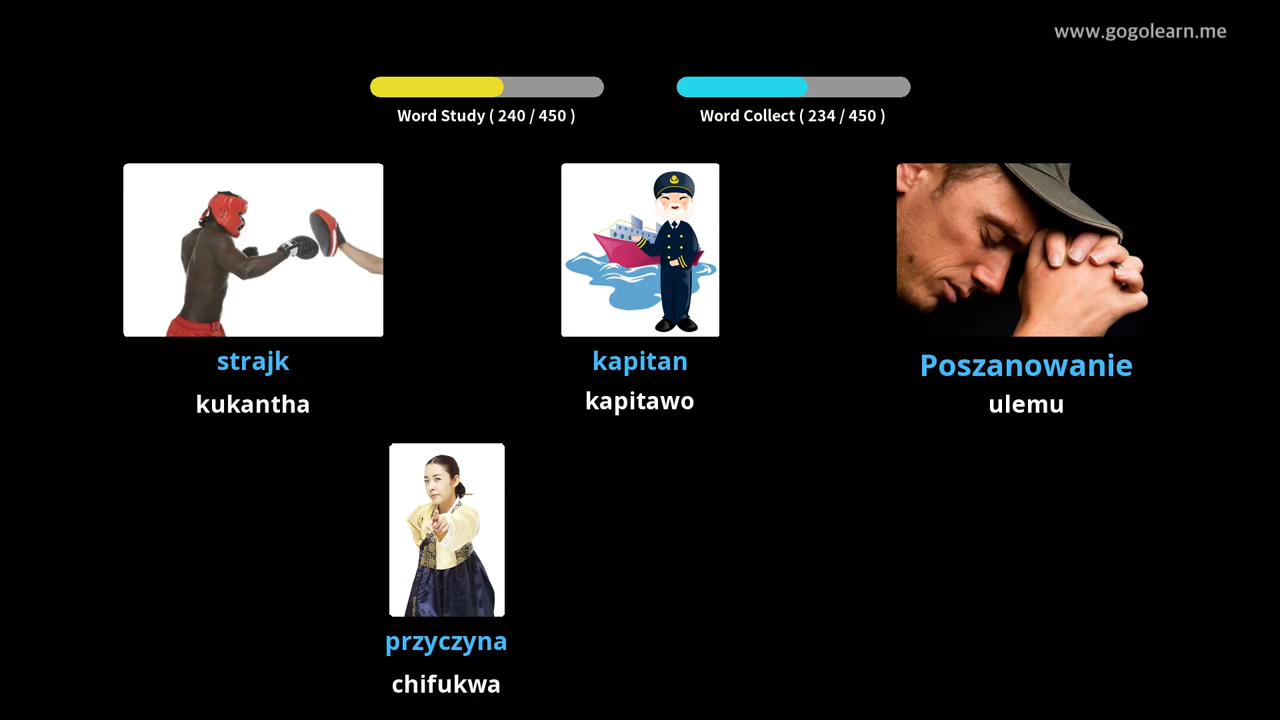 www.gogolearn.me
Word Study ( 240 / 450 )
Word Collect ( 234 / 450 )
strajk
kapitan
Poszanowanie
kukantha
kapitawo
ulemu
przyczyna
chifukwa